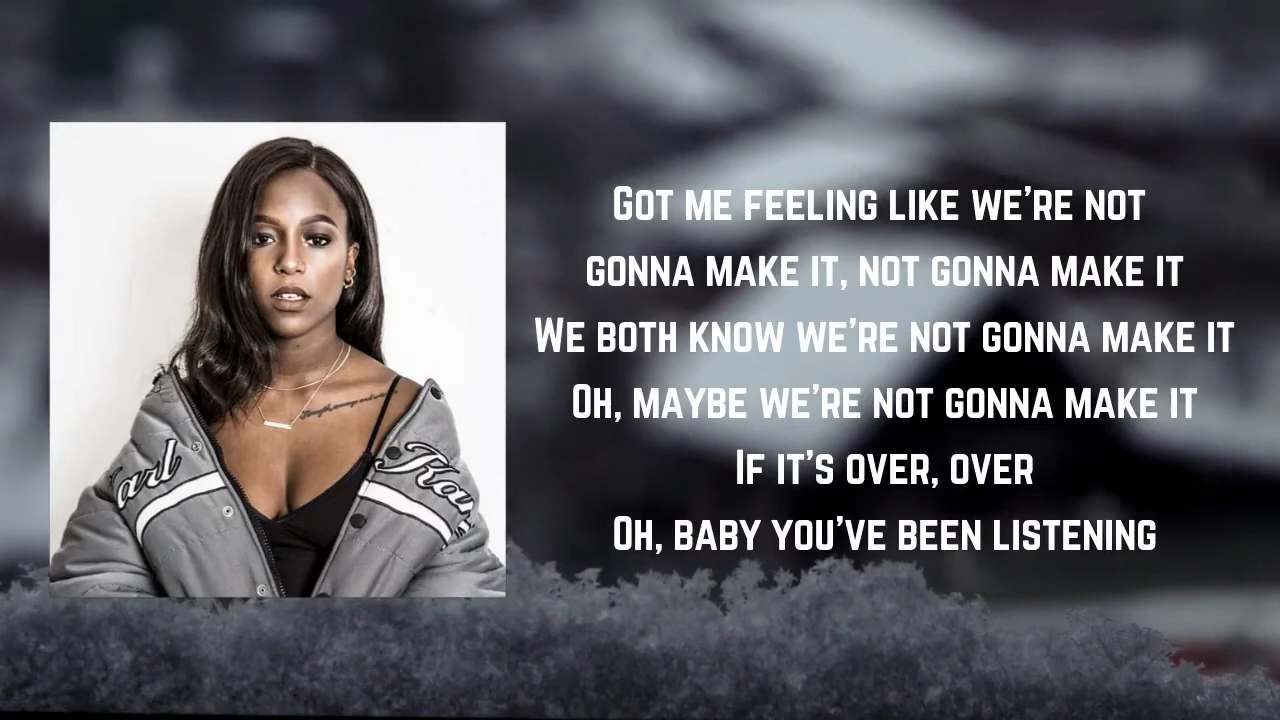 Got me feeling like we're not
gonna make it, not gonna make it
We both know we're not gonna make it
Oh, maybe we're not gonna make it
If it's over, over
Oh, baby you've been listening
arl
Kar